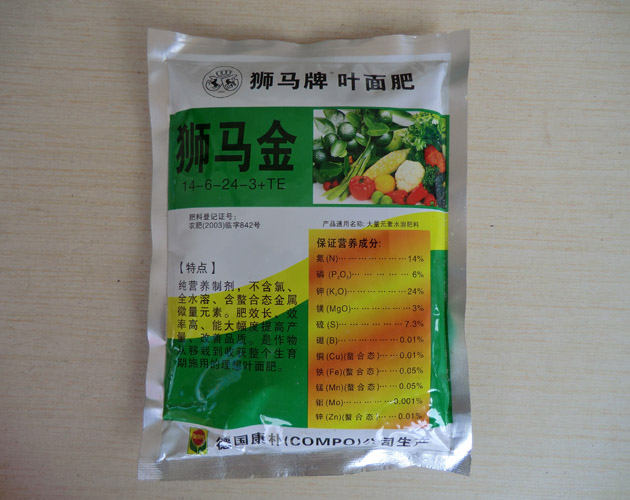 狮马牌 叶面肥
狮马金
14-6-24-3+TE
肥料登记证号:
农肥(2003)临字842号
产品通用名称: 大量元素水溶肥料
【特点】
纯营养制剂，不含氯、
全水溶、含螯合态金属
微量元素。肥效长、效
率高、能大幅度提高产
量、改善品质。是作物
从移栽到收获整个生育
期施用的理想叶面肥。
保证营养成分:
氮(N)………………………14%
磷 (P₂O₅)…………………6%
钾(K₂O)……………………24%
镁(MgO)……………………3%
硫(S)………………………7.3%
硼(B)………………………0.01%
铜(Cu)(螯合态)…0.01%
铁(Fe)(螯合态)…0.05%
锰(Mn)(螯合态)…0.05%
钼(Mo)………………0.001%
锌(Zn)(螯合态)…0.01%
德国康朴(COMPO)公司生产